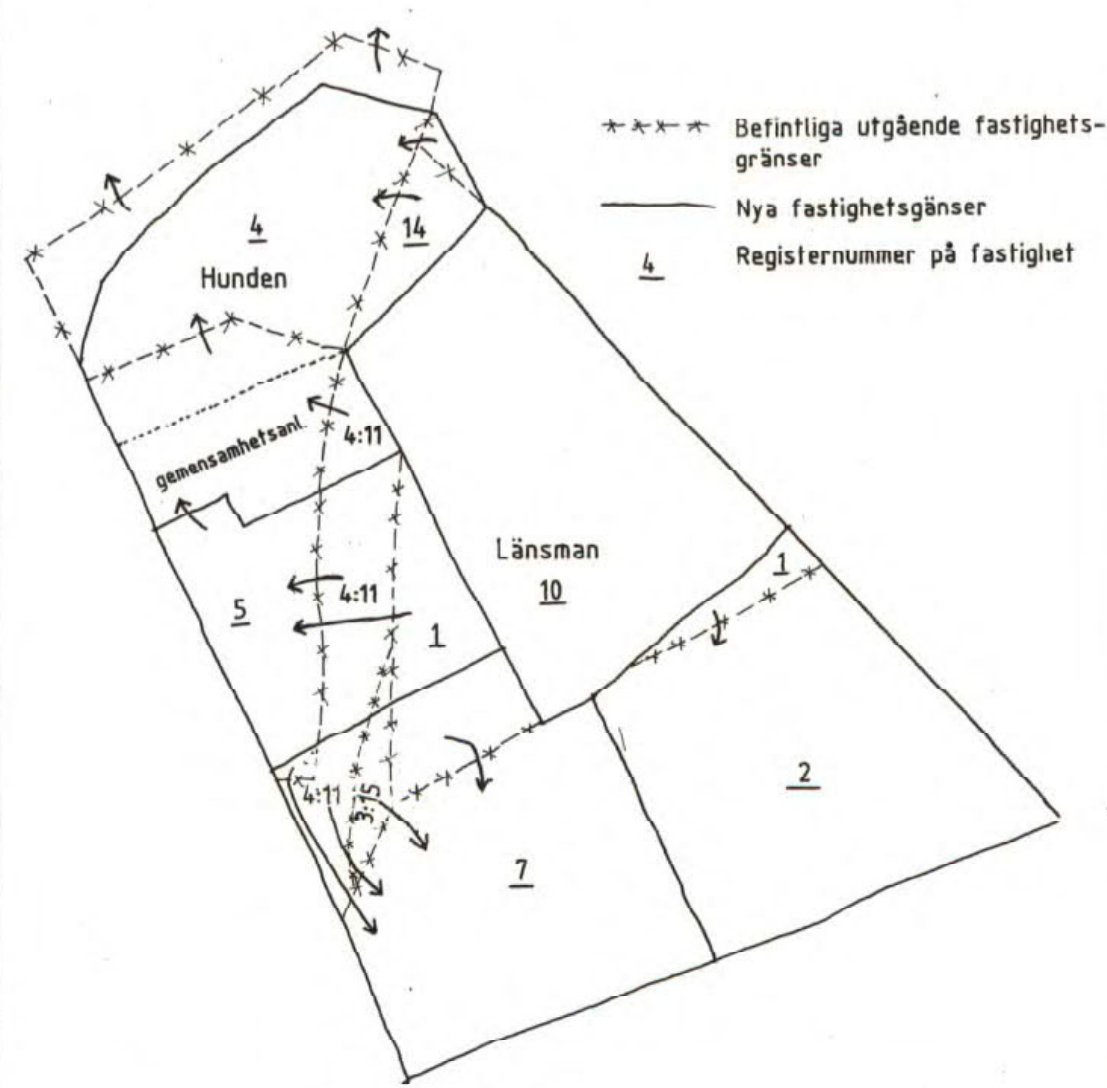 Befintliga utgående fastighets-
gränser
Nya fastighetsgänser
4 Registernummer på fastighet
4
Hunden
14
gemensamhetsanl.
4:11
Länsman
10
1
5
4:11
1
4:11
3:15
7
2